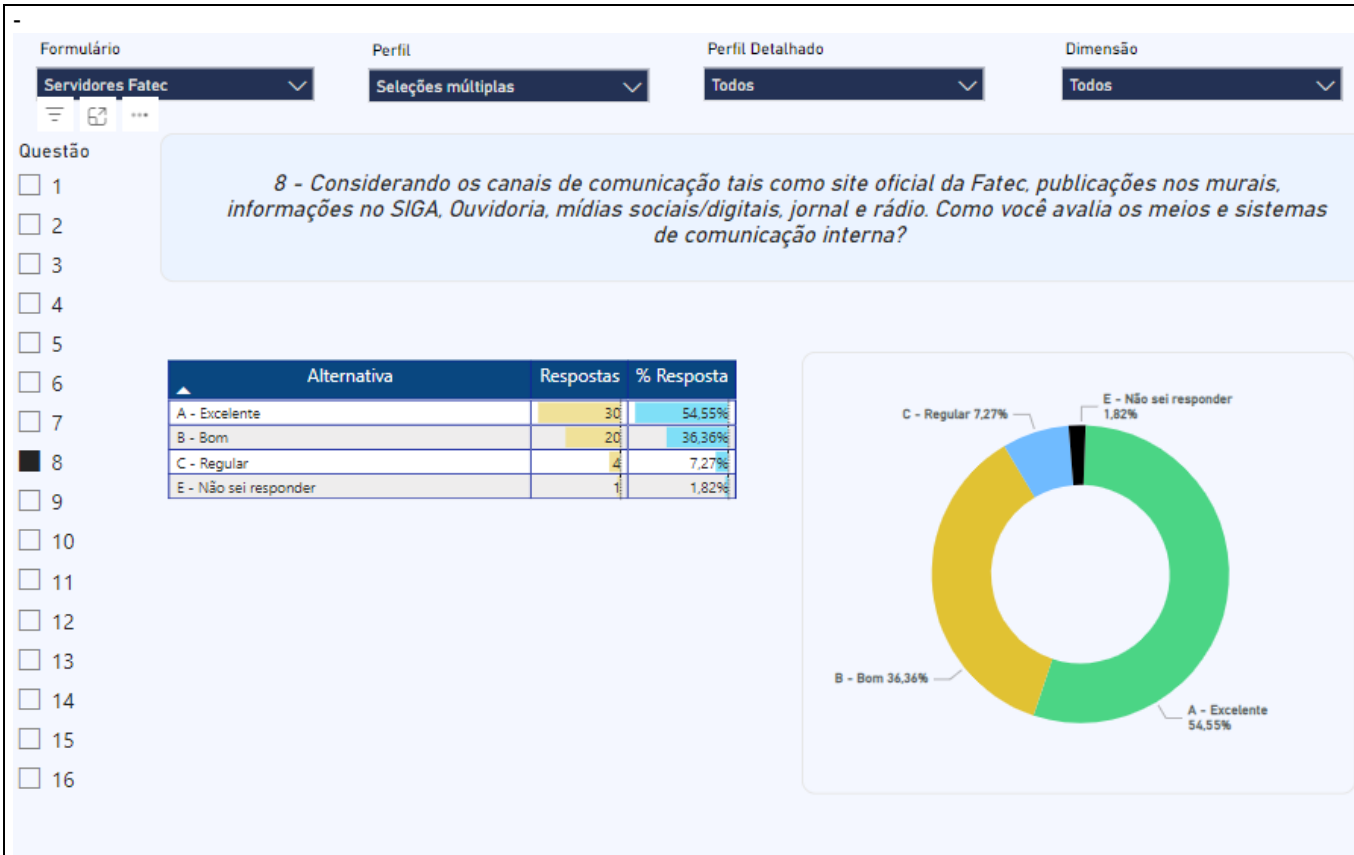 -
Formulário Perfil Perfil Detalhado Dimensão
Servidores Fatec Seleções múltiplas Todos Todos
Questão
1
2
3
4
5
6
7
8
9
10
11
12
13
14
15
16
8 - Considerando os canais de comunicação tais como site oficial da Fatec, publicações nos murais,
informações no SIGA, Ouvidoria, mídias sociais/digitais, jornal e rádio. Como você avalia os meios e sistemas
de comunicação interna?
Alternativa Respostas % Resposta
A - Excelente 30 54,55%
B - Bom 20 36,36%
C - Regular 4 7,27%
E - Não sei responder 1 1,82%
E - Não sei responder
1,82%
C - Regular 7,27%
B - Bom 36,36%
A - Excelente
54,55%